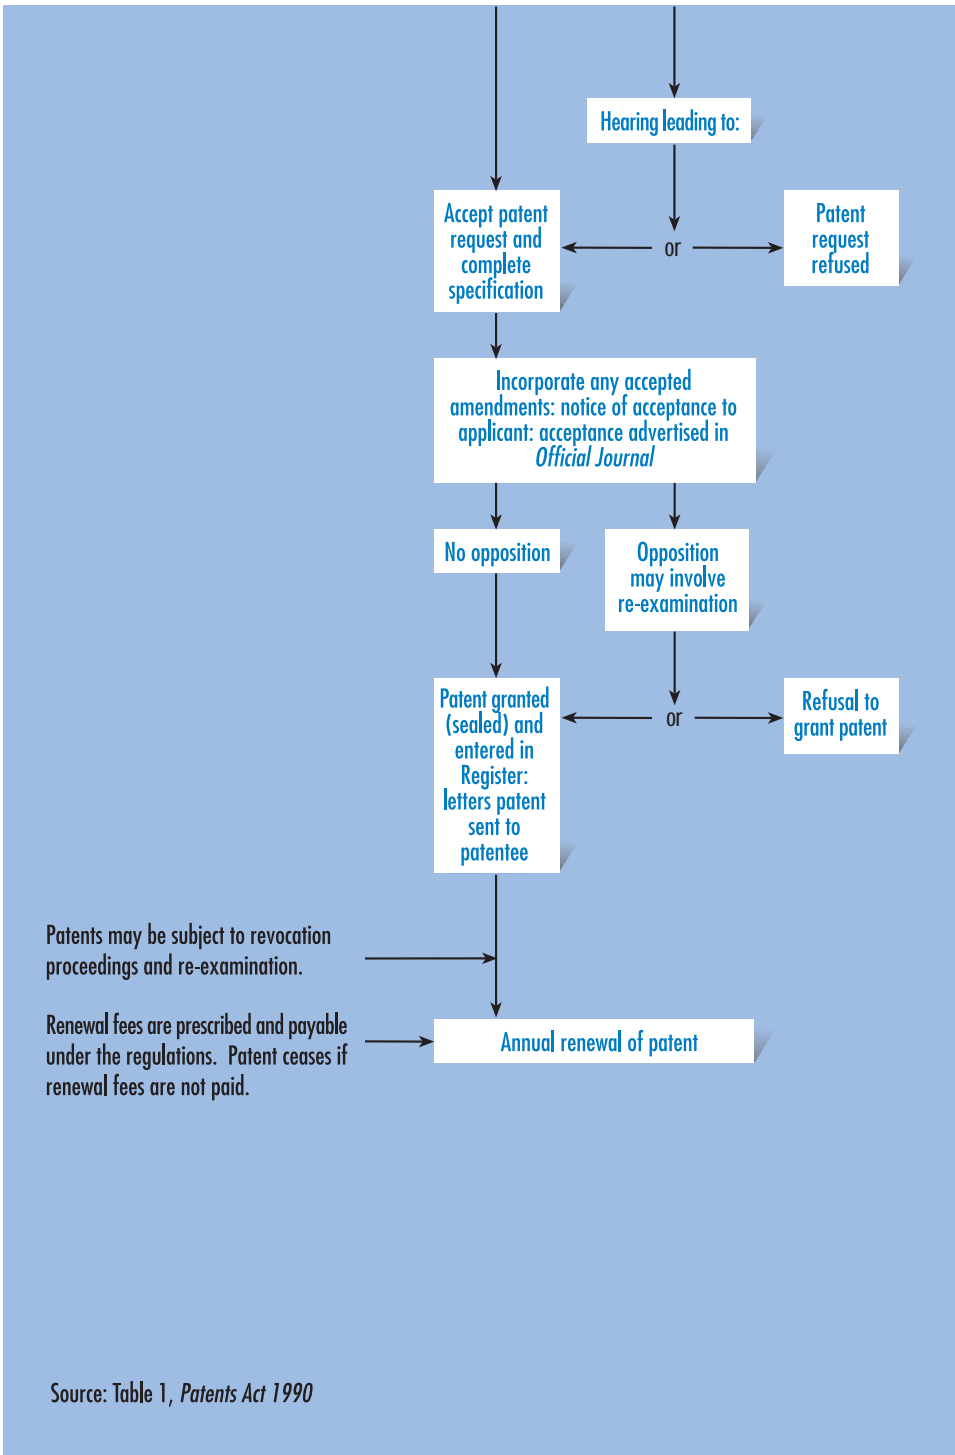 Hearing leading to:
Accept patent
request and
complete
specification
or
Patent
request
refused
Incorporate any accepted
amendments: notice of acceptance to
applicant: acceptance advertised in
Official Journal
No opposition
Opposition
may involve
re-examination
Patent granted
(sealed) and
entered in
Register:
letters patent
sent to
patentee
or
Refusal to
grant patent
Patents may be subject to revocation
proceedings and re-examination.
Renewal fees are prescribed and payable
under the regulations. Patent ceases if
renewal fees are not paid.
Annual renewal of patent
Source: Table 1, Patents Act 1990